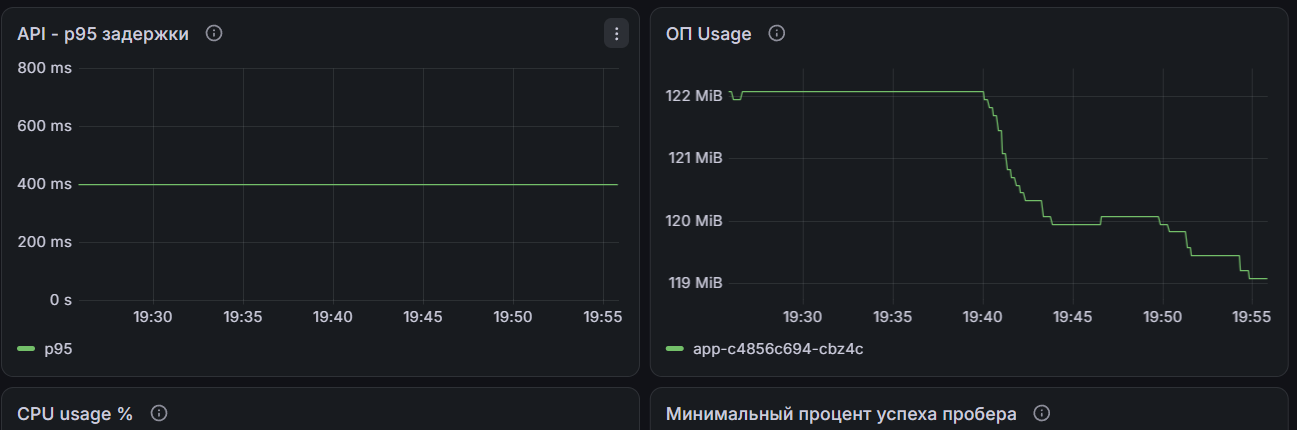 API - p95 задержки
800 ms
600 ms
400 ms
200 ms
0 s
19:30 19:35 19:40 19:45 19:50 19:55
p95
ОП Usage
122 MiB
121 MiB
120 MiB
119 MiB
19:30 19:35 19:40 19:45 19:50 19:55
app-c4856c694-cbz4c
CPU usage %
Минимальный процент успеха пробера